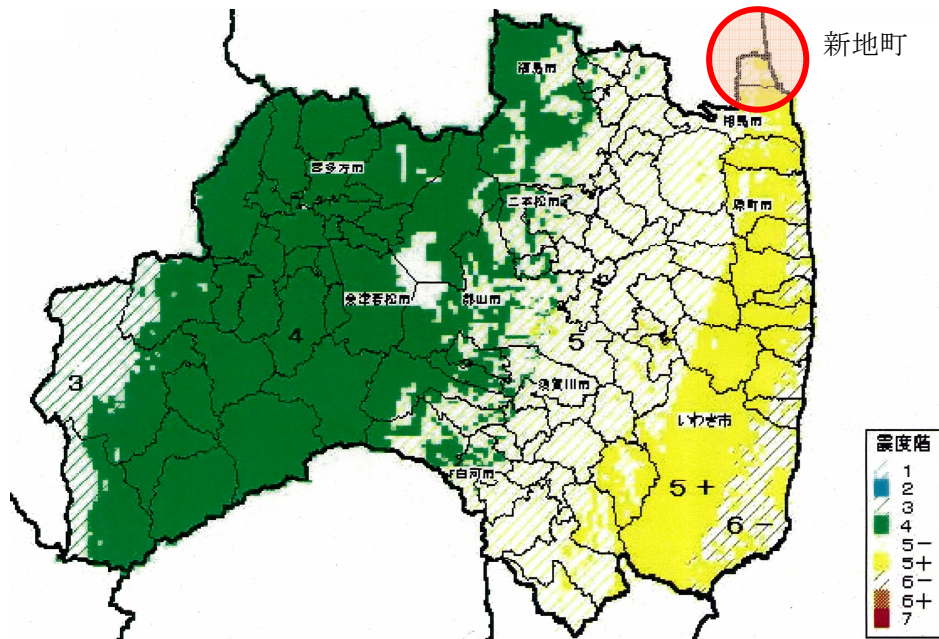 新地町
福島市
相馬市
喜多方市
二本松市
原町市
会津若松市
郡山市
4
5－
3
須賀川市
いわき市
白河市
5＋
6－
震度階
1
2
3
4
5－
5＋
6－
6＋
7